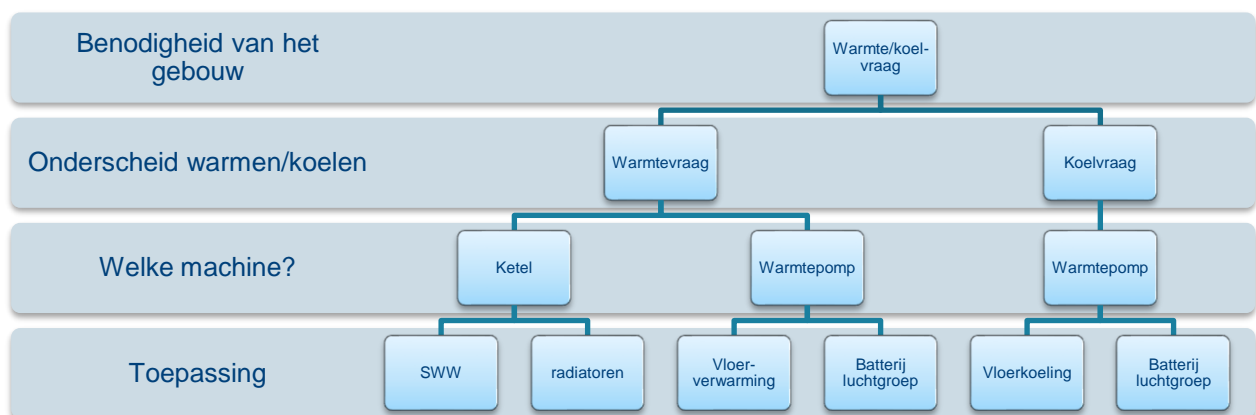 Benodigheid van het
gebouw
Warmte/koel-
vraag
Onderscheid warmen/koelen
Warmtevraag
Koelvraag
Welke machine?
Ketel
Warmtepomp
Warmtepomp
Toepassing
SWW
radiatoren
Vloer-
verwarming
Batterij
luchtgroep
Vloerkoeling
Batterij
luchtgroep